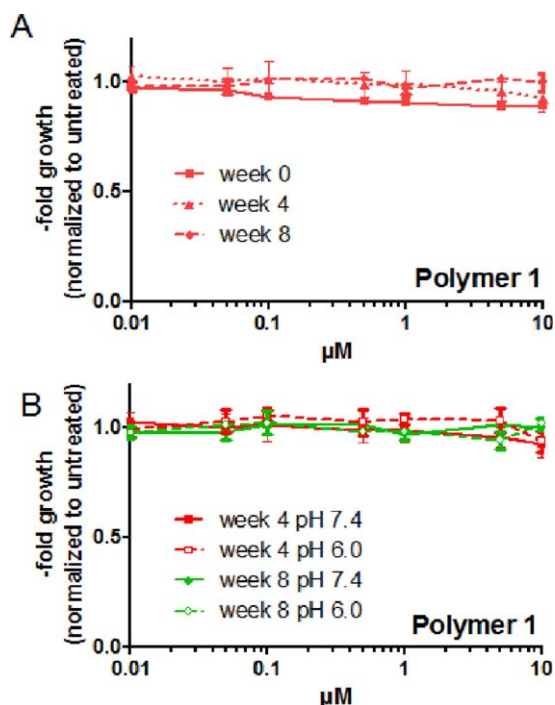 A
-fold growth
(normalized to untreated)
1.0
0.5
0.0
week 0
week 4
week 8
Polymer 1
0.01
0.1
1
10
µM
B
-fold growth
(normalized to untreated)
1.0
0.5
0.0
week 4 pH 7.4
week 4 pH 6.0
week 8 pH 7.4
week 8 pH 6.0
Polymer 1
0.01
0.1
1
10
µM